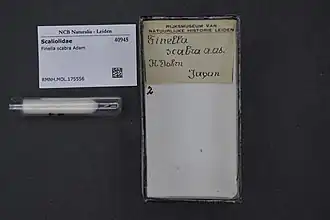 NCB Naturalis - Leiden
Scaliolidae 40945
Finella scabra Adam.
RMNH.MOL.175556
RIJKSMUSEUM VAN
NATUURLIJKE HISTORIE LEIDEN
Finella
scabra a.as.
Japan
2